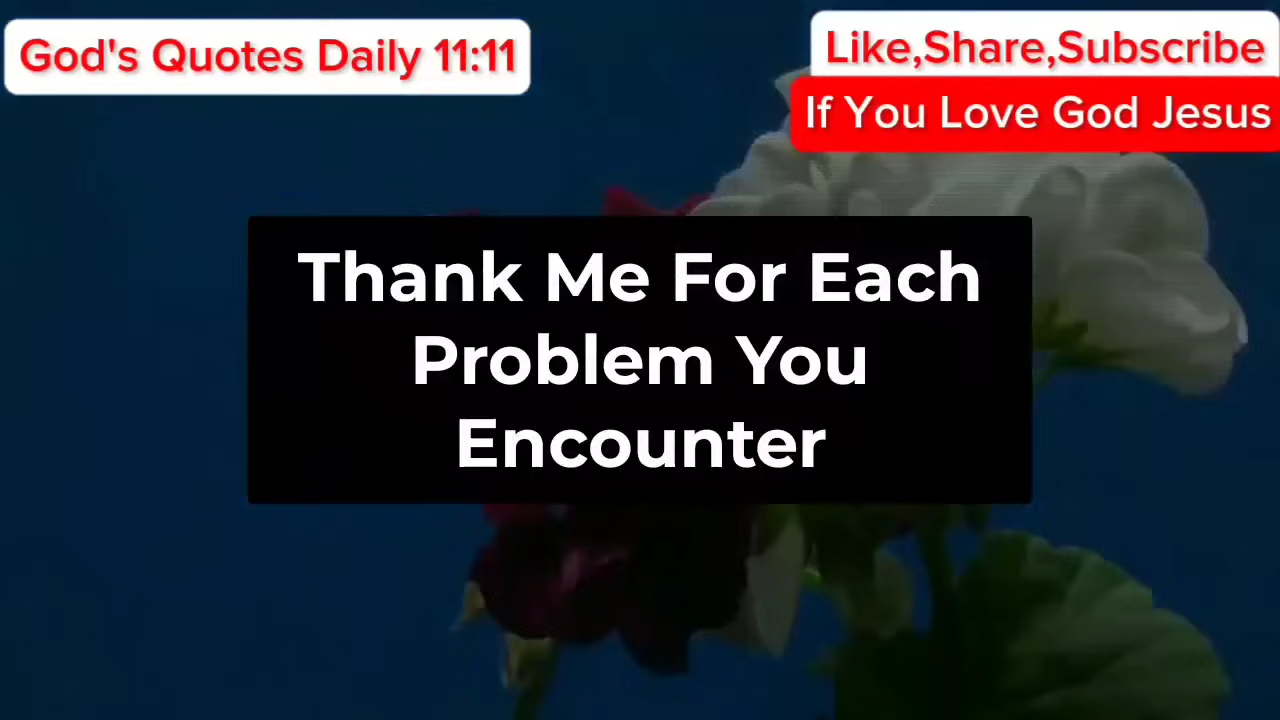 God's Quotes Daily 11:11
Like,Share,Subscribe
If You Love God Jesus
Thank Me For Each
Problem You
Encounter